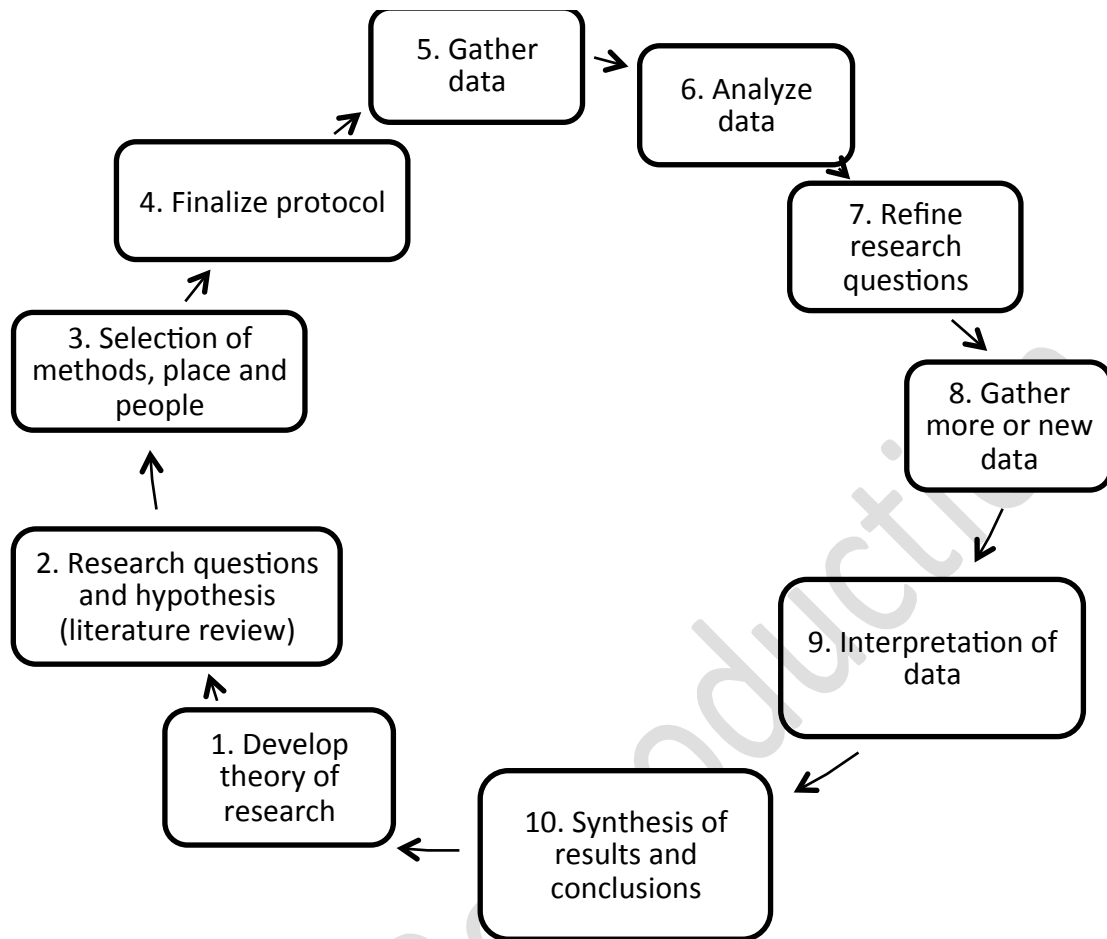 5. Gather
data
6. Analyze
data
4. Finalize protocol
7. Refine
research
questions
3. Selection of
methods, place and
people
8. Gather
more or new
data
2. Research questions
and hypothesis
(literature review)
9. Interpretation of
data
1. Develop
theory of
research
10. Synthesis of
results and
conclusions